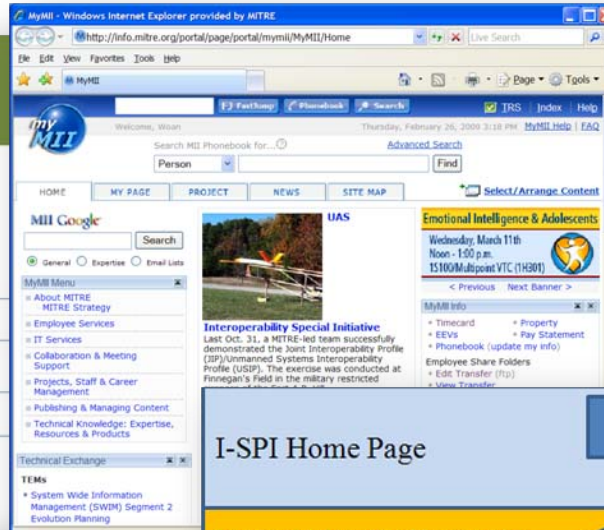 MyMII - Windows Internet Explorer provided by MITRE
http://info.mitre.org/portal/page/portal/mymii/MyMII/Home
Live Search
File Edit View Favorites Tools Help
MyMII
Page Tools
FastJump Phonebook Search
TRS Index Help
my MII
Welcome, Woan
Thursday, February 26, 2009 3:18 PM MyMII Help | FAQ
Search MII Phonebook for...
Advanced Search
Person
Find
HOME MY PAGE PROJECT NEWS SITE MAP
Select/Arrange Content
MII Google
Search
General Expertise Email Lists
MyMII Menu
About MITRE
- MITRE Strategy
Employee Services
IT Services
Collaboration & Meeting Support
Projects, Staff & Career Management
Publishing & Managing Content
Technical Knowledge: Expertise, Resources & Products
Technical Exchange
TEMs
System Wide Information Management (SWIM) Segment 2 Evolution Planning
UAS
Interoperability Special Initiative
Last Oct. 31, a MITRE-led team successfully
demonstrated the Joint Interoperability Profile
(JIP)/Unmanned Systems Interoperability
Profile (USIP). The exercise was conducted at
Finnegan's Field in the military restricted
Emotional Intelligence & Adolescents
Wednesday, March 11th
Noon - 1:00 p.m.
1S100/Multipoint VTC (1H301)
< Previous Next Banner >
MyMII Info
Timecard Property
EEVs Pay Statement
Phonebook (update my info)
Employee Share Folders
Edit Transfer (ftp)
View Transfer
I-SPI Home Page